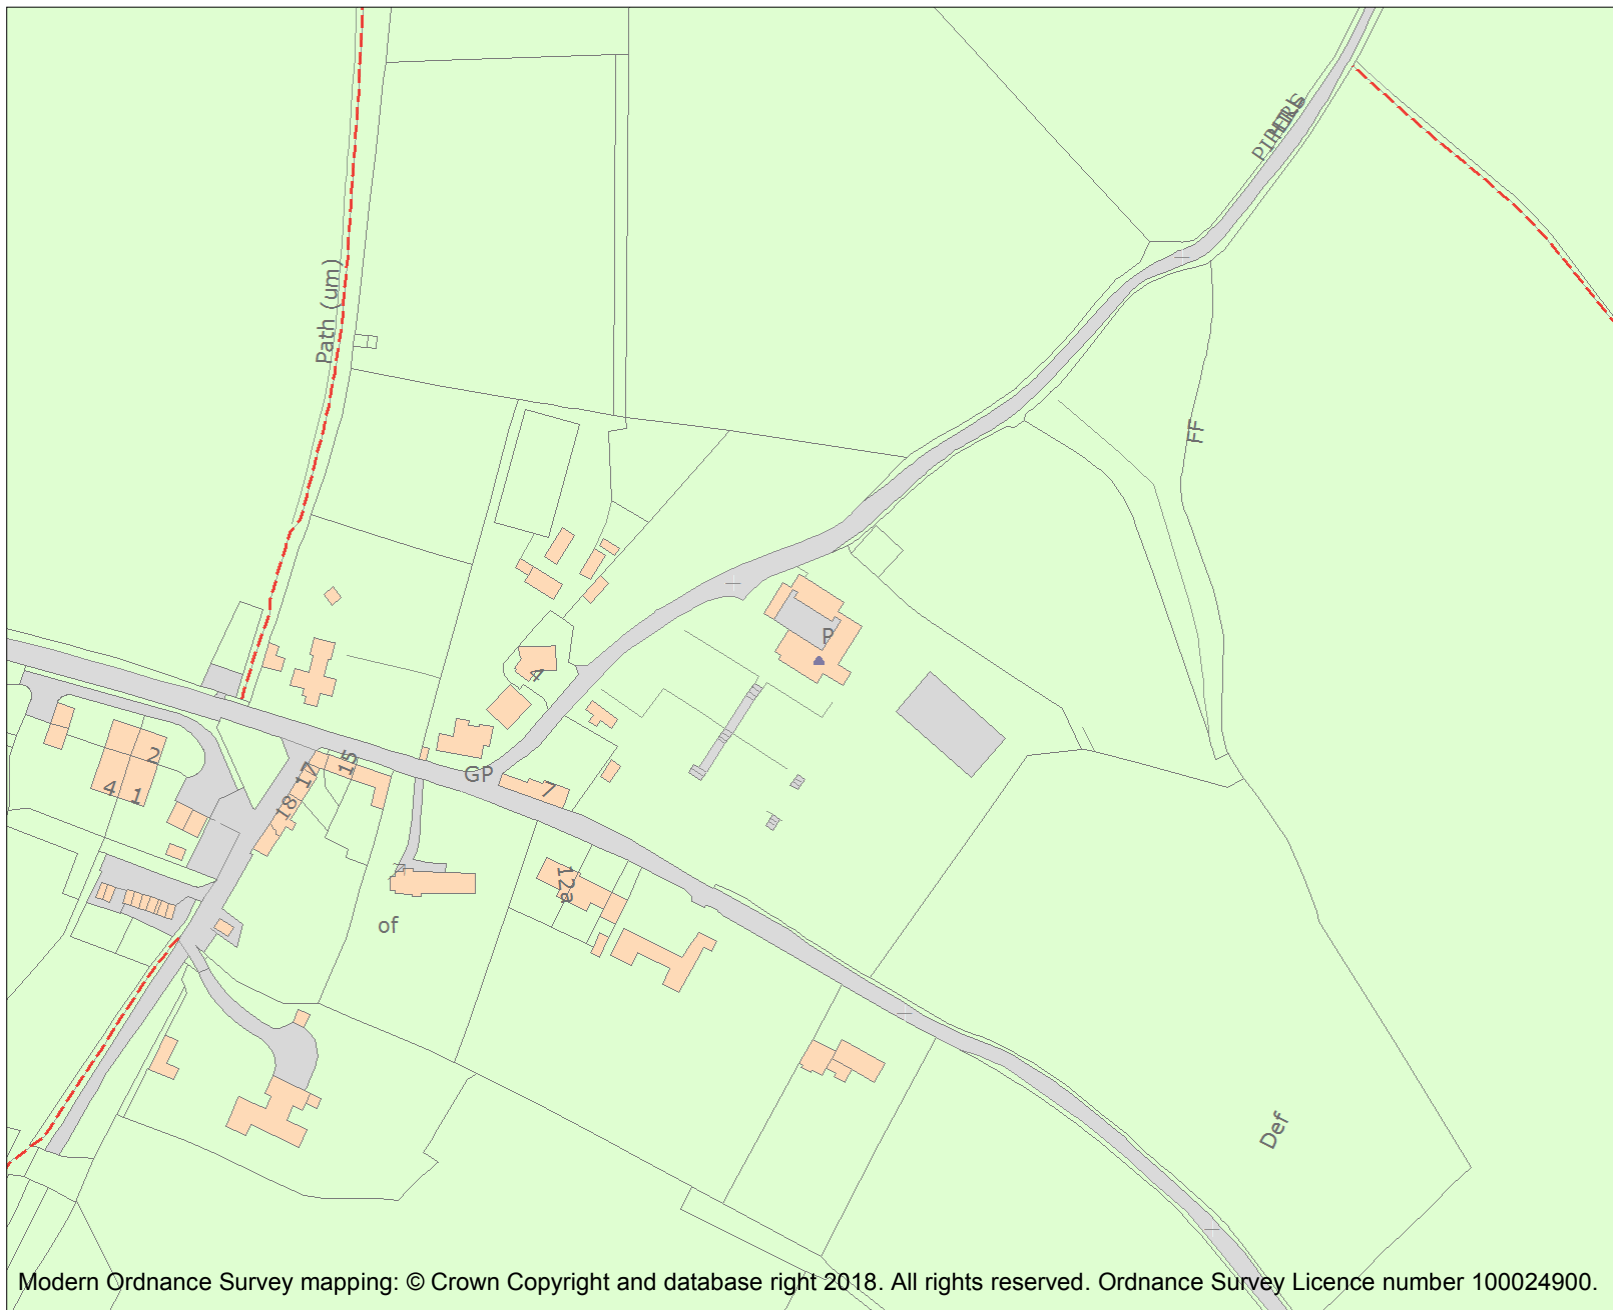 Path (um)
FF
P
4
GP
7
15
17
18
2
4
1
12a
of
Def
Modern Ordnance Survey mapping: © Crown Copyright and database right 2018. All rights reserved. Ordnance Survey Licence number 100024900.